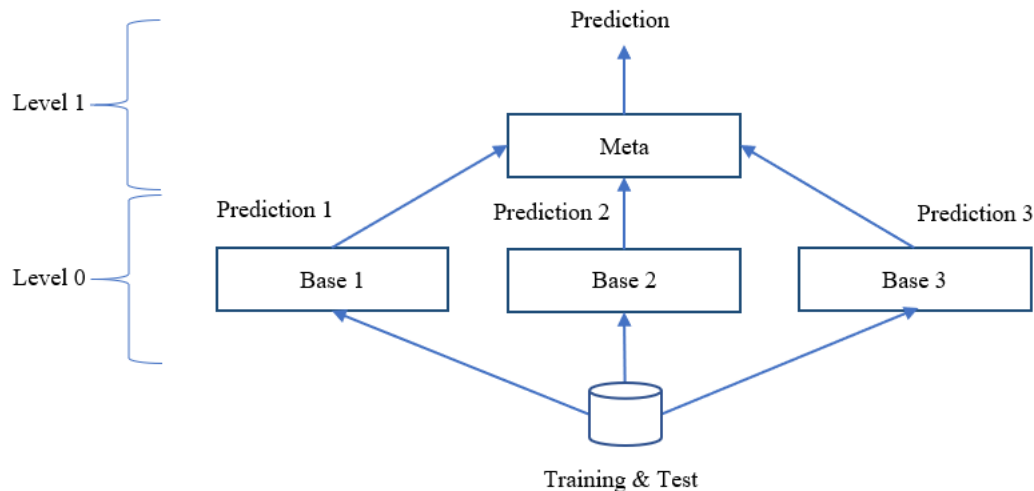 Prediction
Level 1
Meta
Prediction 1
Prediction 2
Prediction 3
Level 0
Base 1
Base 2
Base 3
Training & Test